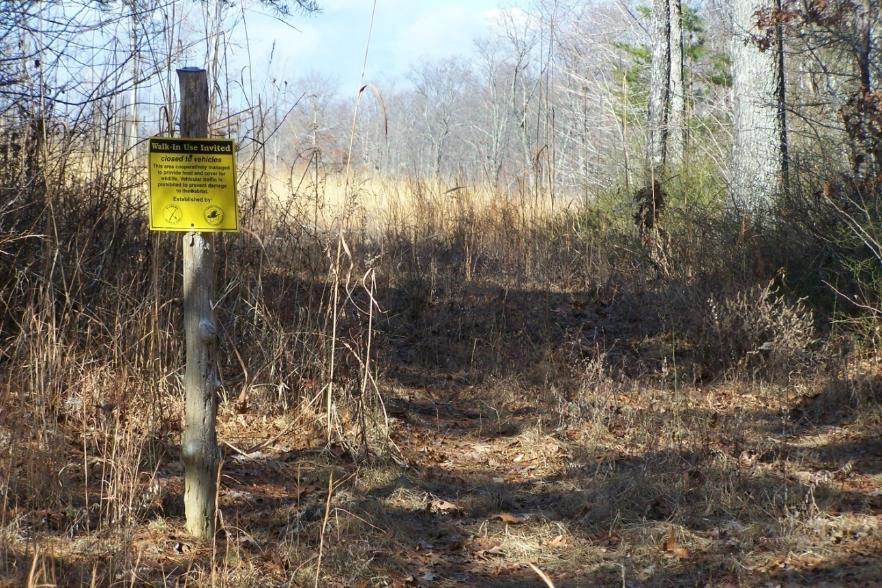 Walk-In Use Invited
closed to vehicles
This area cooperatively managed
to provide food and cover for
wildlife. Vehicular traffic is
prohibited to prevent damage
to the habitat.
Established by: